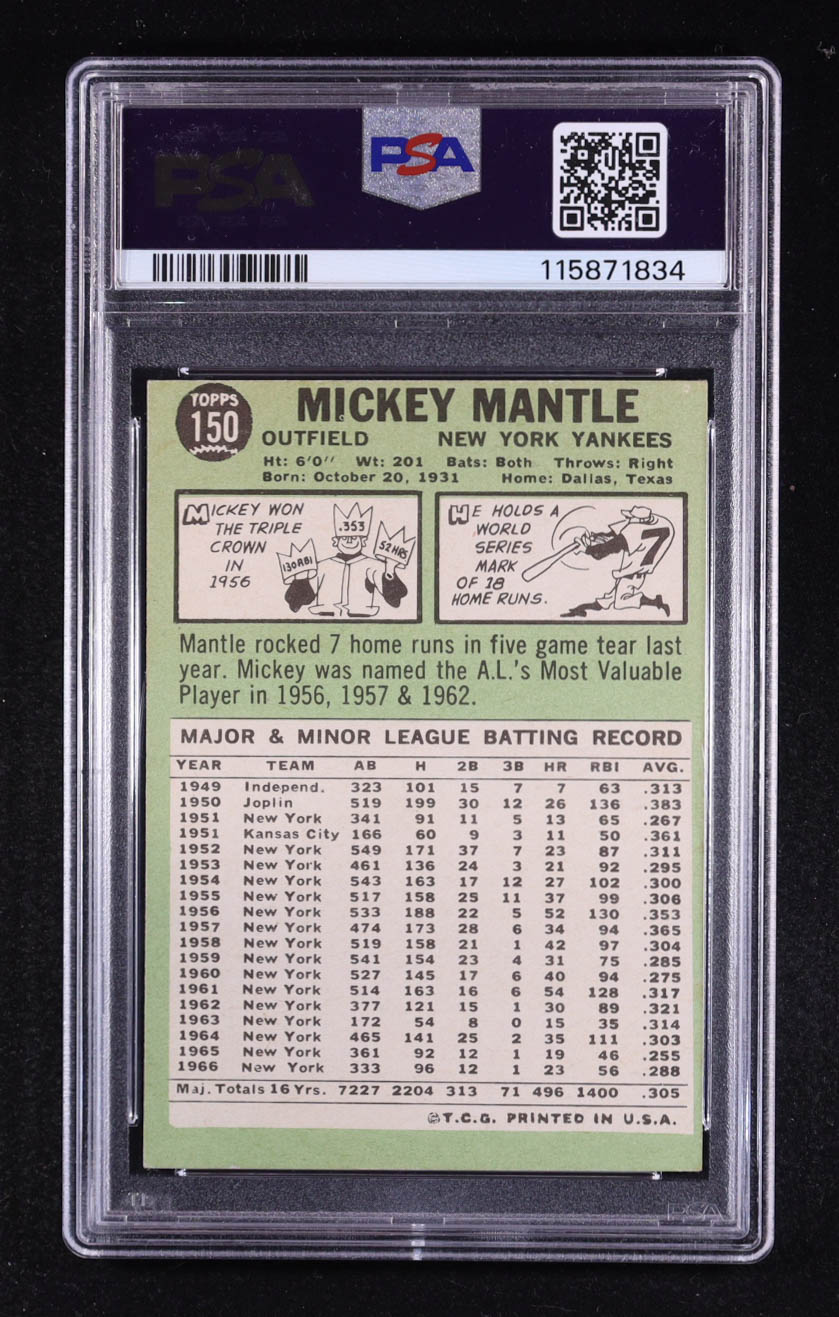 PSA
PSA
115871834
TOPPS
150
MICKEY MANTLE
OUTFIELD NEW YORK YANKEES
Ht: 6'0" Wt: 201 Bats: Both Throws: Right
Born: October 20, 1931 Home: Dallas, Texas
MICKEY WON
THE TRIPLE
CROWN
IN
1956
130 RBI
.353
52 HRS
HE HOLDS A
WORLD
SERIES
MARK
OF 18
HOME RUNS.
7
Mantle rocked 7 home runs in five game tear last
year. Mickey was named the A.L.'s Most Valuable
Player in 1956, 1957 & 1962.
MAJOR & MINOR LEAGUE BATTING RECORD
YEAR TEAM AB H 2B 3B HR RBI AVG.
1949 Independ. 323 101 15 7 7 63 .313
1950 Joplin 519 199 30 12 26 136 .383
1951 New York 341 91 11 5 13 65 .267
1951 Kansas City 166 60 9 3 11 50 .361
1952 New York 549 171 37 7 23 87 .311
1953 New York 461 136 24 3 21 92 .295
1954 New York 543 163 17 12 27 102 .300
1955 New York 517 158 25 11 37 99 .306
1956 New York 533 188 22 5 52 130 .353
1957 New York 474 173 28 6 34 94 .365
1958 New York 519 158 21 1 42 97 .304
1959 New York 541 154 23 4 31 75 .285
1960 New York 527 145 17 6 40 94 .275
1961 New York 514 163 16 6 54 128 .317
1962 New York 377 121 15 1 30 89 .321
1963 New York 172 54 8 0 15 35 .314
1964 New York 465 141 25 2 35 111 .303
1965 New York 361 92 12 1 19 46 .255
1966 New York 333 96 12 1 23 56 .288
Maj. Totals 16 Yrs. 7227 2204 313 71 496 1400 .305
©T.C.G. PRINTED IN U.S.A.
PSA